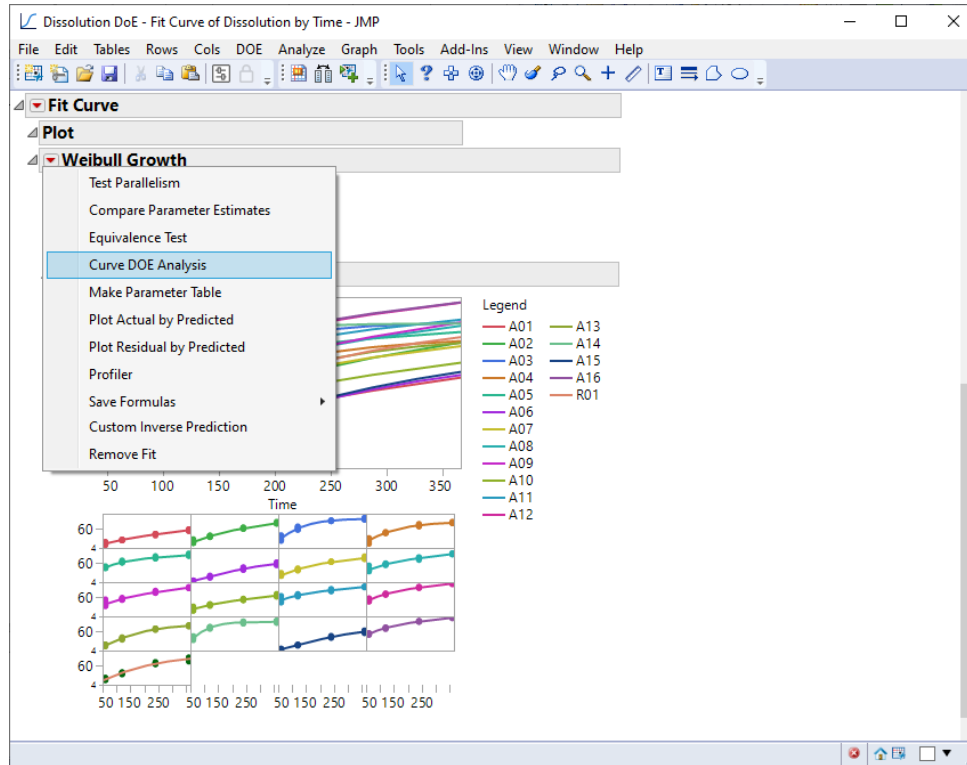 Dissolution DoE - Fit Curve of Dissolution by Time - JMP
File Edit Tables Rows Cols DOE Analyze Graph Tools Add-Ins View Window Help
Fit Curve
Plot
Weibull Growth
Test Parallelism
Compare Parameter Estimates
Equivalence Test
Curve DOE Analysis
Make Parameter Table
Plot Actual by Predicted
Plot Residual by Predicted
Profiler
Save Formulas
Custom Inverse Prediction
Remove Fit
Legend
A01 A13
A02 A14
A03 A15
A04 A16
A05 R01
A06
A07
A08
A09
A10
A11
A12
50 100 150 200 250 300 350
Time
60
4
60
4
60
4
60
4
60
4
50 150 250 50 150 250 50 150 250 50 150 250